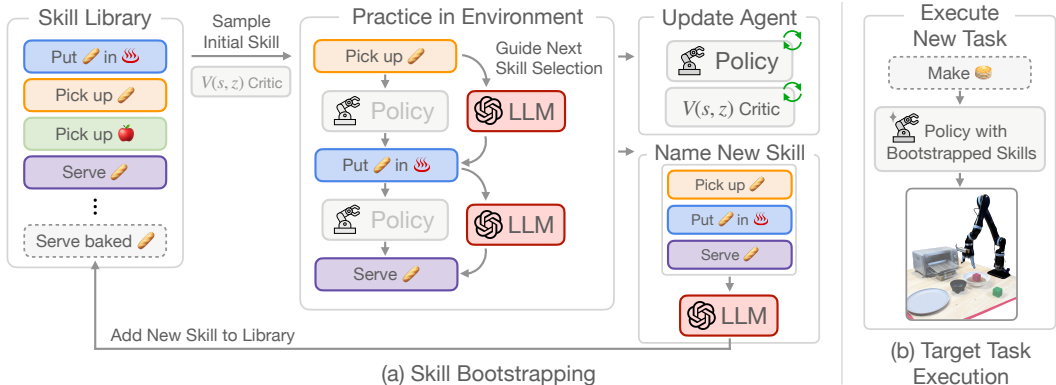 Skill Library
Put in
Pick up
Pick up
Serve
Serve baked
Sample
Initial Skill
V(s, z) Critic
Practice in Environment
Pick up
Guide Next
Skill Selection
Policy
LLM
Put in
Policy
LLM
Serve
Update Agent
Policy
V(s, z) Critic
Name New Skill
Pick up
Put in
Serve
LLM
Add New Skill to Library
(a) Skill Bootstrapping
Execute
New Task
Make
Policy with
Bootstrapped Skills
(b) Target Task
Execution